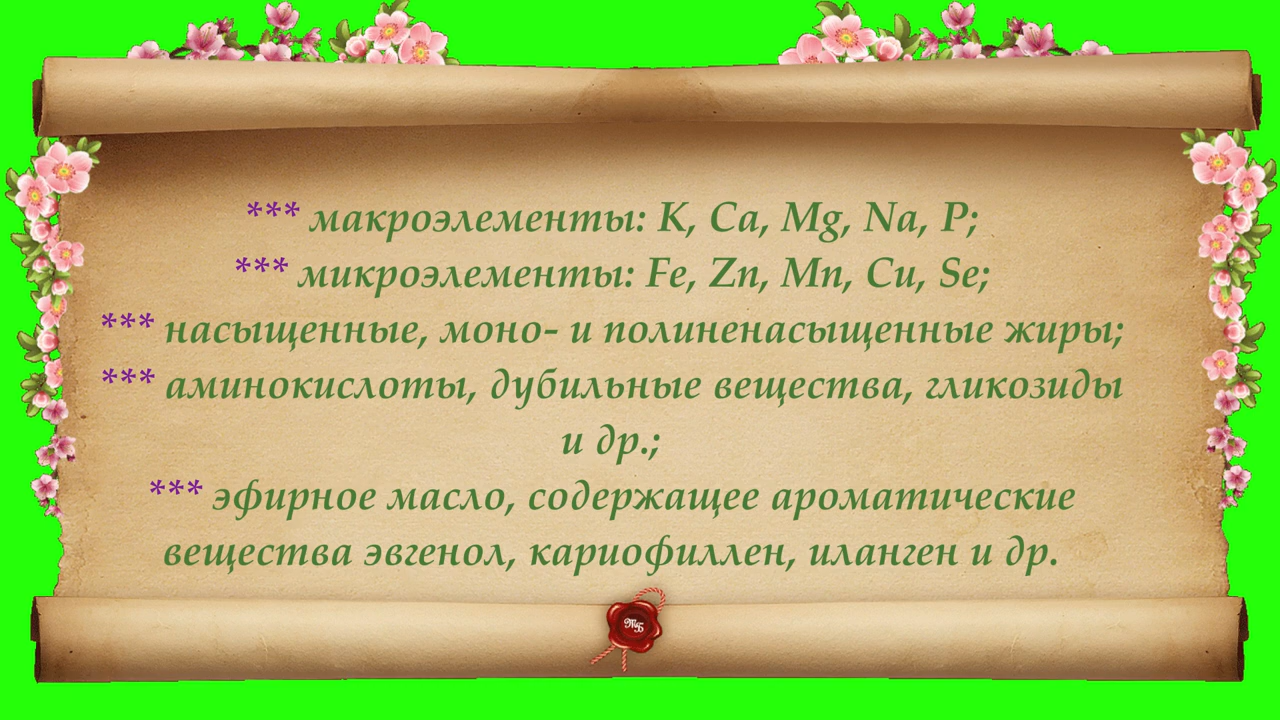 *** макроэлементы: K, Ca, Mg, Na, P;
*** микроэлементы: Fe, Zn, Mn, Cu, Se;
*** насыщенные, моно- и полиненасыщенные жиры;
*** аминокислоты, дубильные вещества, гликозиды
и др.;
*** эфирное масло, содержащее ароматические
вещества эвгенол, кариофиллен, иланген и др.